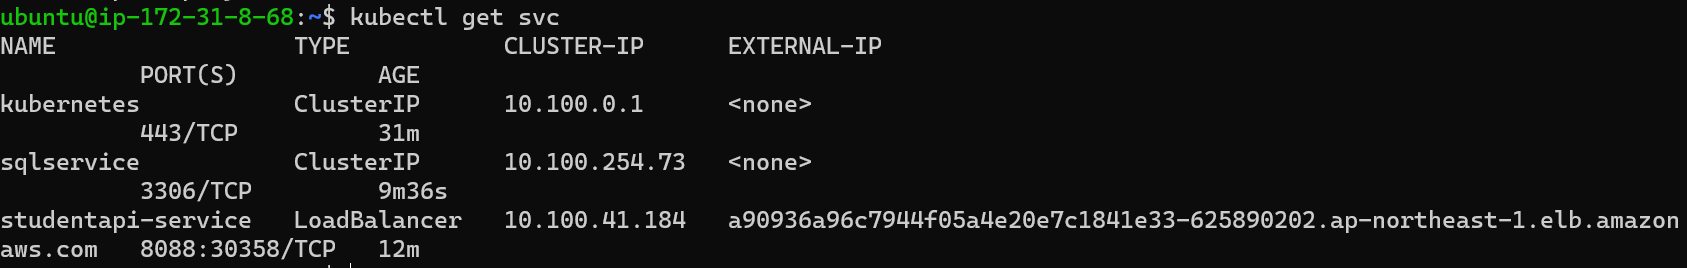 ubuntu@ip-172-31-8-68:~$ kubectl get svc
NAME                 TYPE           CLUSTER-IP      EXTERNAL-IP
          PORT(S)          AGE
kubernetes           ClusterIP      10.100.0.1      <none>
          443/TCP          31m
sqlservice           ClusterIP      10.100.254.73   <none>
          3306/TCP         9m36s
studentapi-service   LoadBalancer   10.100.41.184   a90936a96c7944f05a4e20e7c1841e33-625890202.ap-northeast-1.elb.amazon
aws.com   8088:30358/TCP   12m